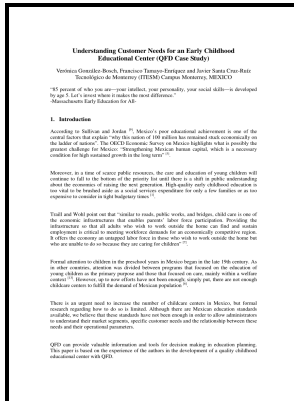 Understanding Customer Needs for an Early Childhood
Educational Center (QFD Case Study)
Verónica González-Bosch, Francisco Tamayo-Enríquez and Javier Santa Cruz-Ruiz
Tecnológico de Monterrey (ITESM) Campus Monterrey, MEXICO
"85 percent of who you are—your intellect, your personality, your social skills—is developed
by age 5. Let's invest where it makes the most difference."
-Massachusetts Early Education for All-
1. Introduction
According to Sullivan and Jordan, Mexico's poor educational achievement is one of the
central factors that explain "why this nation of 100 million has remained stuck economically on
the ladder of nations". The OECD Economic Survey on Mexico highlights what is possibly the
greatest challenge for Mexico: "Strengthening Mexican human capital, which is a necessary
condition for high sustained growth in the long term"
Moreover, in a time of scarce public resources, the care and education of young children will
continue to fall to the bottom of the priority list until there is a shift in public understanding
about the economics of raising the next generation. High-quality early childhood education is
too vital to be brushed aside as a social services expenditure for only a few families or as too
expensive to consider in tight budgetary times
Traill and Wohl point out that "similar to roads, public works, and bridges, child care is one of
the economic infrastructures that enables parents' labor force participation. Providing the
infrastructure so that all adults who wish to work outside the home can find and sustain
employment is critical to meeting workforce demands for an economically competitive region.
It offers the economy an untapped labor force in those who wish to work outside the home but
who are unable to do so because they are caring for children"
Formal attention to children in the preschool years in Mexico began in the late 19th century. As
in other countries, attention was divided between programs that focused on the education of
young children as the primary purpose and those that focused on care, mainly within a welfare
context. However, up to now efforts have not been enough; simply put, there are not enough
childcare centers to fulfill the demand of Mexican population
There is an urgent need to increase the number of childcare centers in Mexico, but formal
research regarding how to do so is limited. Although there are Mexican education standards
available, we believe that these standards have not been enough in order to allow administrators
to understand their market segments, specific customer needs and the relationship between these
needs and their operational parameters.
QFD can provide valuable information and tools for decision making in education planning.
This paper is based on the experience of the authors in the development of a quality childhood
educational center with QFD.